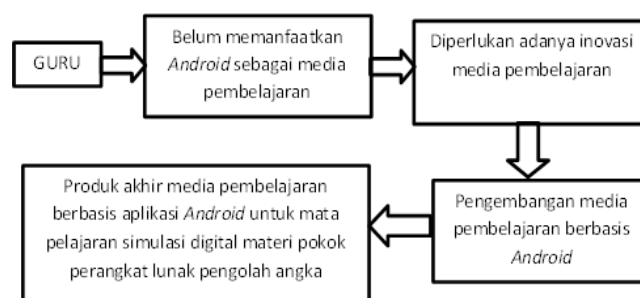 GURU
Belum memanfaatkan
Android sebagai media
pembelajaran
Diperlukan adanya inovasi
media pembelajaran
Pengembangan media
pembelajaran berbasis
Android
Produk akhir media pembelajaran
berbasis aplikasi Android untuk mata
pelajaran simulasi digital materi pokok
perangkat lunak pengolah angka